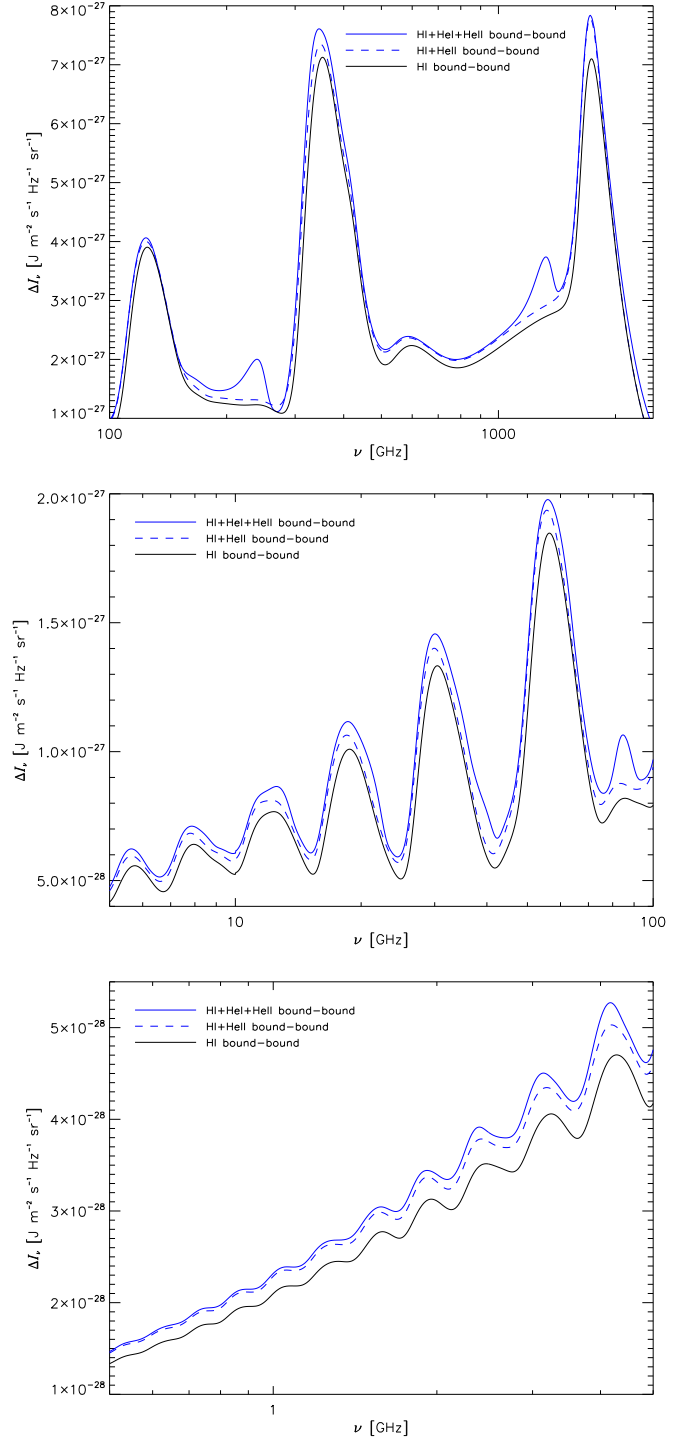 8×10⁻²⁷
HI+HeI+HeII bound−bound
HI+HeII bound−bound
HI bound−bound
7×10⁻²⁷
6×10⁻²⁷
5×10⁻²⁷
4×10⁻²⁷
3×10⁻²⁷
2×10⁻²⁷
1×10⁻²⁷
ΔIᵥ [J m⁻² s⁻¹ Hz⁻¹ sr⁻¹]
100
1000
ν [GHz]
2.0×10⁻²⁷
HI+HeI+HeII bound−bound
HI+HeII bound−bound
HI bound−bound
1.5×10⁻²⁷
1.0×10⁻²⁷
5.0×10⁻²⁸
ΔIᵥ [J m⁻² s⁻¹ Hz⁻¹ sr⁻¹]
10
100
ν [GHz]
HI+HeI+HeII bound−bound
HI+HeII bound−bound
HI bound−bound
5×10⁻²⁸
4×10⁻²⁸
3×10⁻²⁸
2×10⁻²⁸
1×10⁻²⁸
ΔIᵥ [J m⁻² s⁻¹ Hz⁻¹ sr⁻¹]
1
ν [GHz]